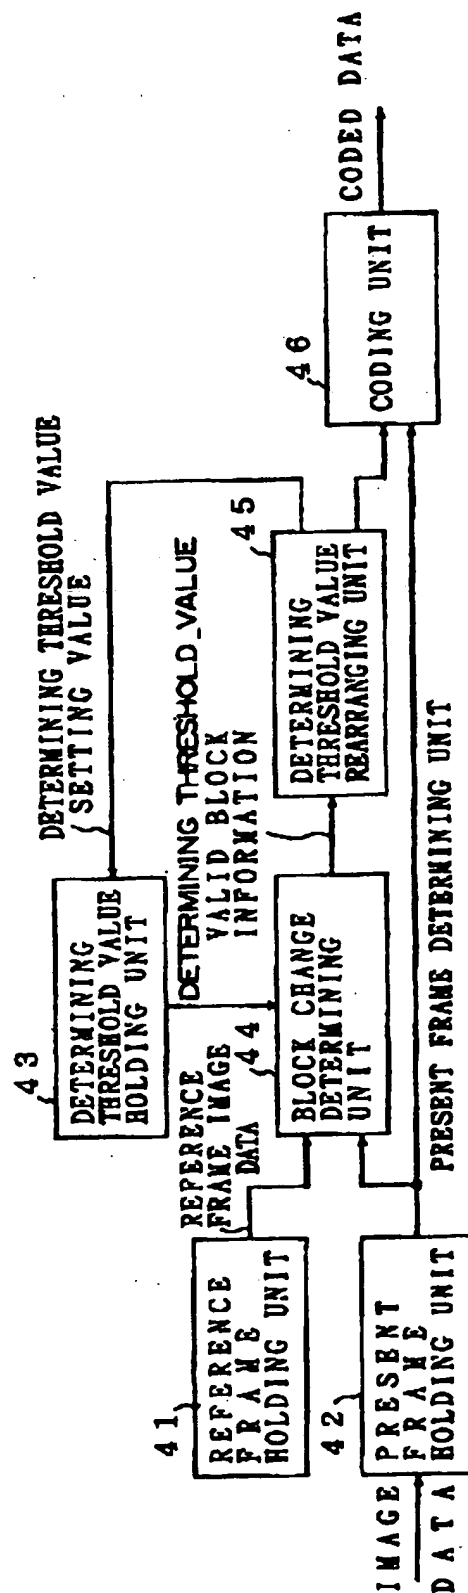 IMAGE
DATA
42
PRESENT
FRAME
HOLDING UNIT
41
REFERENCE
FRAME
HOLDING UNIT
REFERENCE
FRAME IMAGE
DATA
43
DETERMINING
THRESHOLD VALUE
HOLDING UNIT
DETERMINING THRESHOLD VALUE
SETTING VALUE
DETERMINING THRESHOLD_VALUE
44
BLOCK CHANGE
DETERMINING
UNIT
VALID BLOCK
INFORMATION
45
DETERMINING
THRESHOLD VALUE
REARRANGING UNIT
PRESENT FRAME DETERMINING UNIT
46
CODING UNIT
CODED DATA